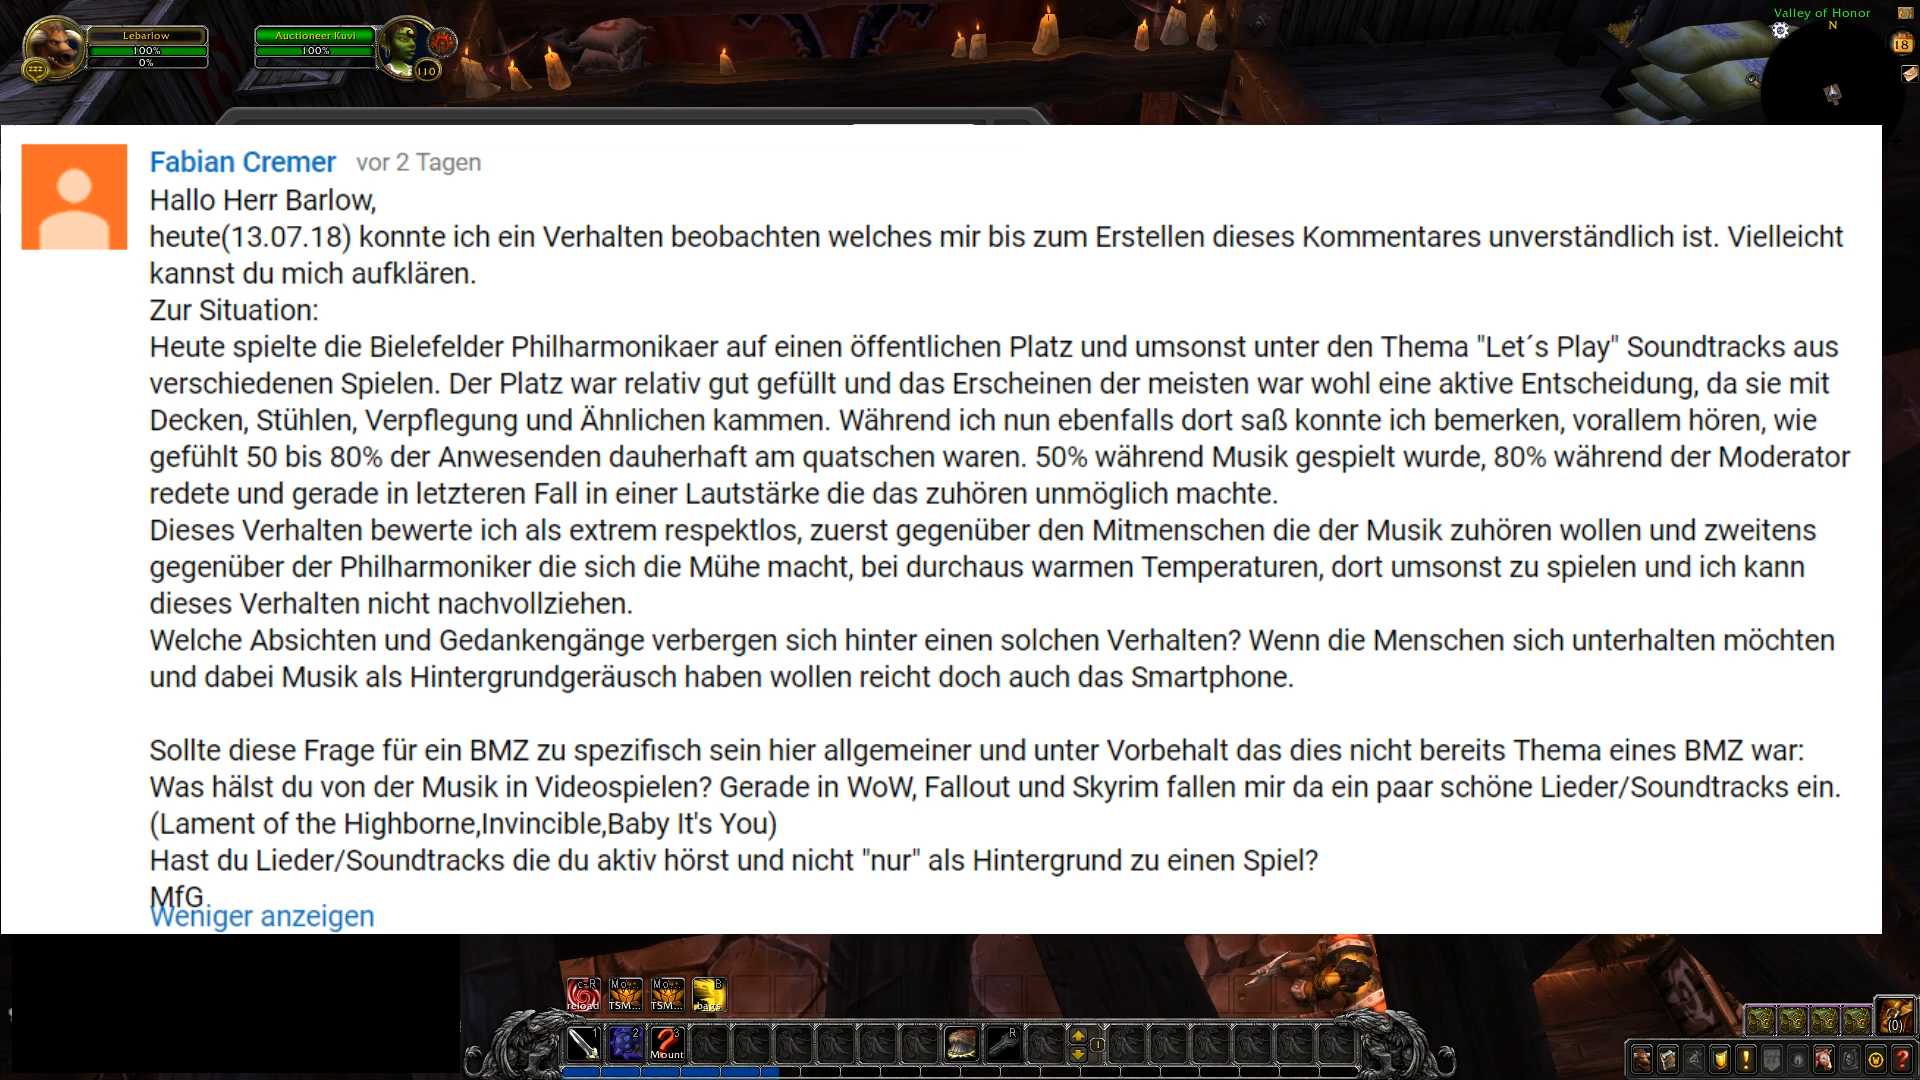 Lebarlow
100%
0%
Auctioneer Kuvi
100%
110
zzz
Valley of Honor
N
18
Fabian Cremer vor 2 Tagen
Hallo Herr Barlow,
heute(13.07.18) konnte ich ein Verhalten beobachten welches mir bis zum Erstellen dieses Kommentares unverständlich ist. Vielleicht
kannst du mich aufklären.
Zur Situation:
Heute spielte die Bielefelder Philharmonikaer auf einen öffentlichen Platz und umsonst unter den Thema "Let´s Play" Soundtracks aus
verschiedenen Spielen. Der Platz war relativ gut gefüllt und das Erscheinen der meisten war wohl eine aktive Entscheidung, da sie mit
Decken, Stühlen, Verpflegung und Ähnlichen kammen. Während ich nun ebenfalls dort saß konnte ich bemerken, vorallem hören, wie
gefühlt 50 bis 80% der Anwesenden dauherhaft am quatschen waren. 50% während Musik gespielt wurde, 80% während der Moderator
redete und gerade in letzteren Fall in einer Lautstärke die das zuhören unmöglich machte.
Dieses Verhalten bewerte ich als extrem respektlos, zuerst gegenüber den Mitmenschen die der Musik zuhören wollen und zweitens
gegenüber der Philharmoniker die sich die Mühe macht, bei durchaus warmen Temperaturen, dort umsonst zu spielen und ich kann
dieses Verhalten nicht nachvollziehen.
Welche Absichten und Gedankengänge verbergen sich hinter einen solchen Verhalten? Wenn die Menschen sich unterhalten möchten
und dabei Musik als Hintergrundgeräusch haben wollen reicht doch auch das Smartphone.
Sollte diese Frage für ein BMZ zu spezifisch sein hier allgemeiner und unter Vorbehalt das dies nicht bereits Thema eines BMZ war:
Was hälst du von der Musik in Videospielen? Gerade in WoW, Fallout und Skyrim fallen mir da ein paar schöne Lieder/Soundtracks ein.
(Lament of the Highborne,Invincible,Baby It's You)
Hast du Lieder/Soundtracks die du aktiv hörst und nicht "nur" als Hintergrund zu einen Spiel?
MfG
Weniger anzeigen
c-R Mo... Mo... B
reload TSM... TSM... bags
1 2 3 R
Mount
1
(0)